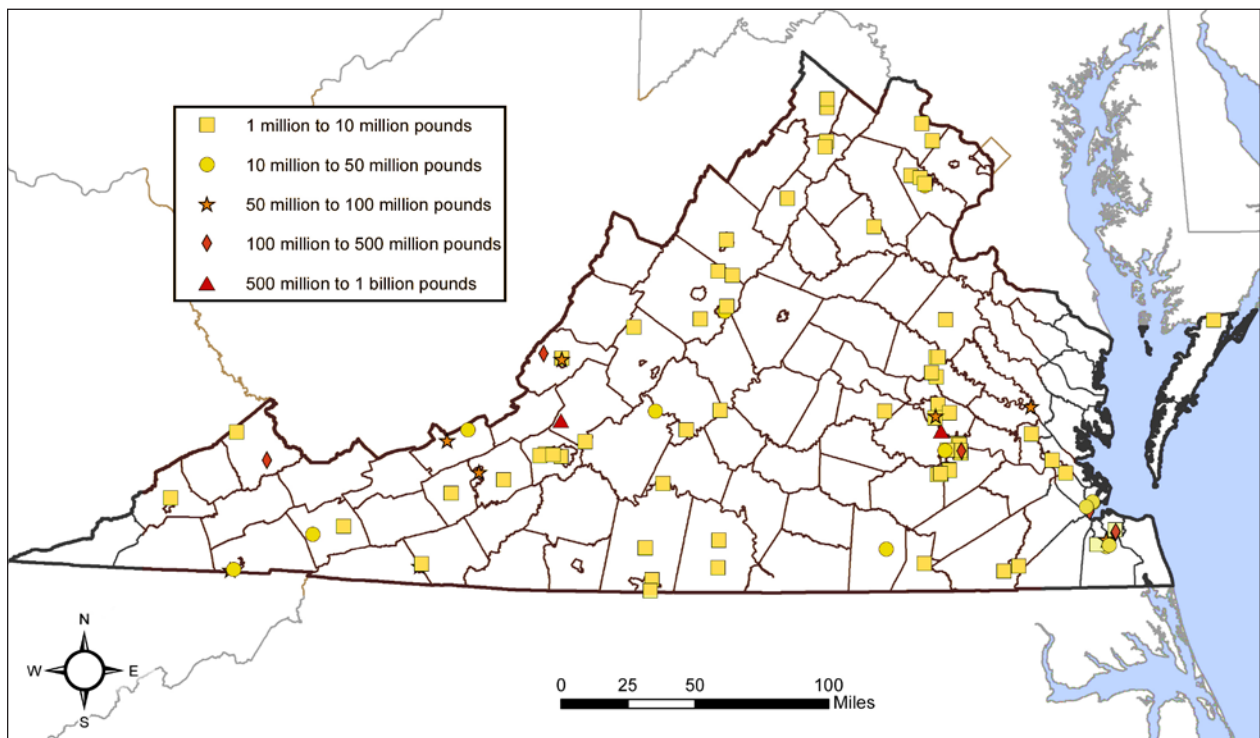 1 million to 10 million pounds
10 million to 50 million pounds
50 million to 100 million pounds
100 million to 500 million pounds
500 million to 1 billion pounds
N
W E
S
0 25 50 100
Miles